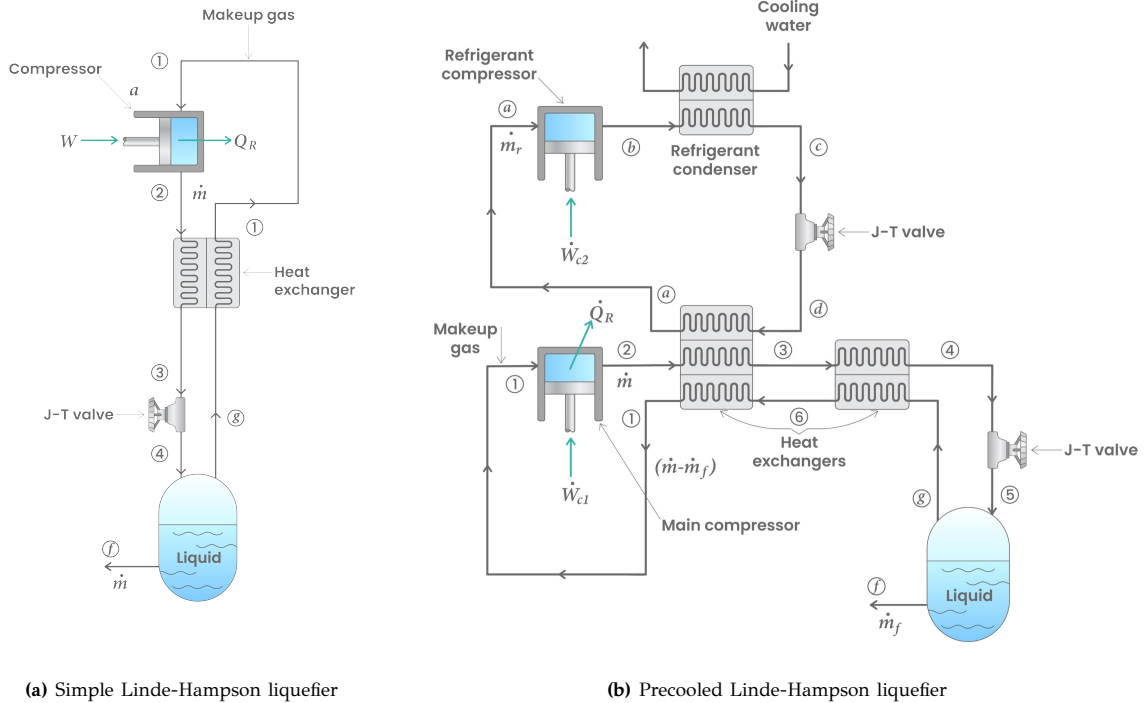 Makeup gas
①
Compressor
a
W
Q_R
②
ṁ
①
Heat
exchanger
③
J-T valve
g
④
Liquid
ⓕ
ṁ
(a) Simple Linde-Hampson liquefier
Cooling
water
Refrigerant
compressor
ⓐ
ṁ_r
ⓑ
Refrigerant
condenser
ⓒ
J-T valve
Ẇ_c2
ⓐ
ⓓ
Makeup
gas
Q̇_R
①
②
ṁ
③
④
①
⑥
Heat
exchangers
J-T valve
(ṁ-ṁ_f)
Ẇ_c1
Main compressor
ⓖ
⑤
Liquid
ⓕ
ṁ_f
(b) Precooled Linde-Hampson liquefier